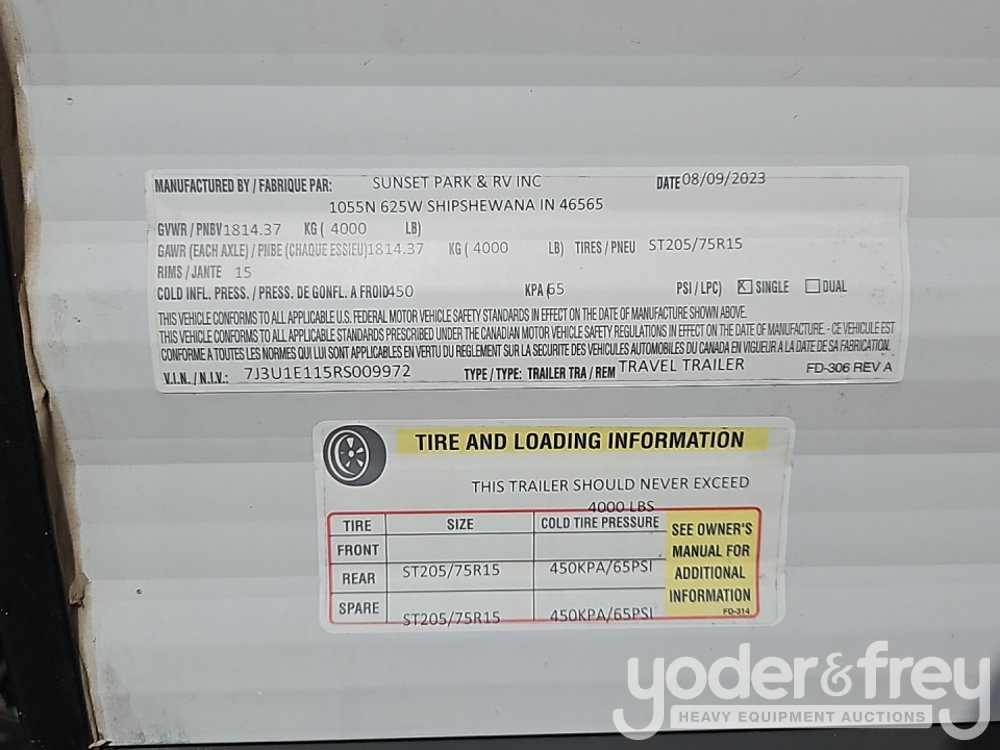 MANUFACTURED BY / FABRIQUE PAR: SUNSET PARK & RV INC DATE 08/09/2023
1055N 625W SHIPSHEWANA IN 46565
GVWR / PNBV 1814.37 KG ( 4000 LB)
GAWR (EACH AXLE) / PNBE (CHAQUE ESSIEU) 1814.37 KG ( 4000 LB) TIRES / PNEU ST205/75R15
RIMS / JANTE 15
COLD INFL. PRESS. / PRESS. DE GONFL. A FROID 450 KPA ( 65 PSI / LPC) X SINGLE DUAL
THIS VEHICLE CONFORMS TO ALL APPLICABLE U.S. FEDERAL MOTOR VEHICLE SAFETY STANDARDS IN EFFECT ON THE DATE OF MANUFACTURE SHOWN ABOVE.
THIS VEHICLE CONFORMS TO ALL APPLICABLE STANDARDS PRESCRIBED UNDER THE CANADIAN MOTOR VEHICLE SAFETY REGULATIONS IN EFFECT ON THE DATE OF MANUFACTURE. - CE VEHICULE EST
CONFORME A TOUTES LES NORMES QUI LUI SONT APPLICABLES EN VERTU DU REGLEMENT SUR LA SECURITE DES VEHICULES AUTOMOBILES DU CANADA EN VIGUEUR A LA DATE DE SA FABRICATION.
V.I.N. / N.I.V.: 7J3U1E115RS009972 TYPE / TYPE: TRAILER TRA / REM TRAVEL TRAILER FD-306 REV A
TIRE AND LOADING INFORMATION
THIS TRAILER SHOULD NEVER EXCEED
4000 LBS
TIRE SIZE COLD TIRE PRESSURE
FRONT
REAR ST205/75R15 450KPA/65PSI
SPARE ST205/75R15 450KPA/65PSI
SEE OWNER'S
MANUAL FOR
ADDITIONAL
INFORMATION
FD-314
yoder&frey
HEAVY EQUIPMENT AUCTIONS